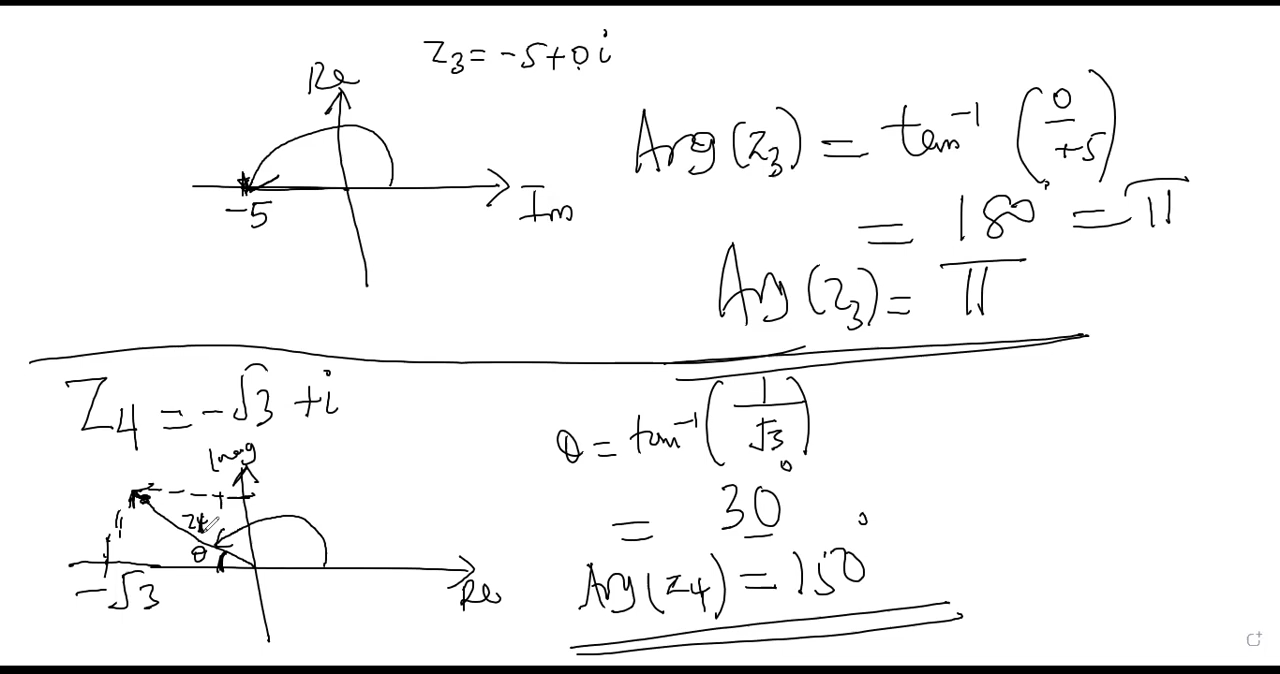 Z3 = -5+0i
Re
-5
Im
Arg(Z3) = tan⁻¹(0/+5)
= 180° = π
Arg(Z3) = π
Z4 = -√3 +i
Imag
1
Z4
θ
-√3
Re
θ = tan⁻¹(1/√3)
= 30°
Arg(Z4) = 150°